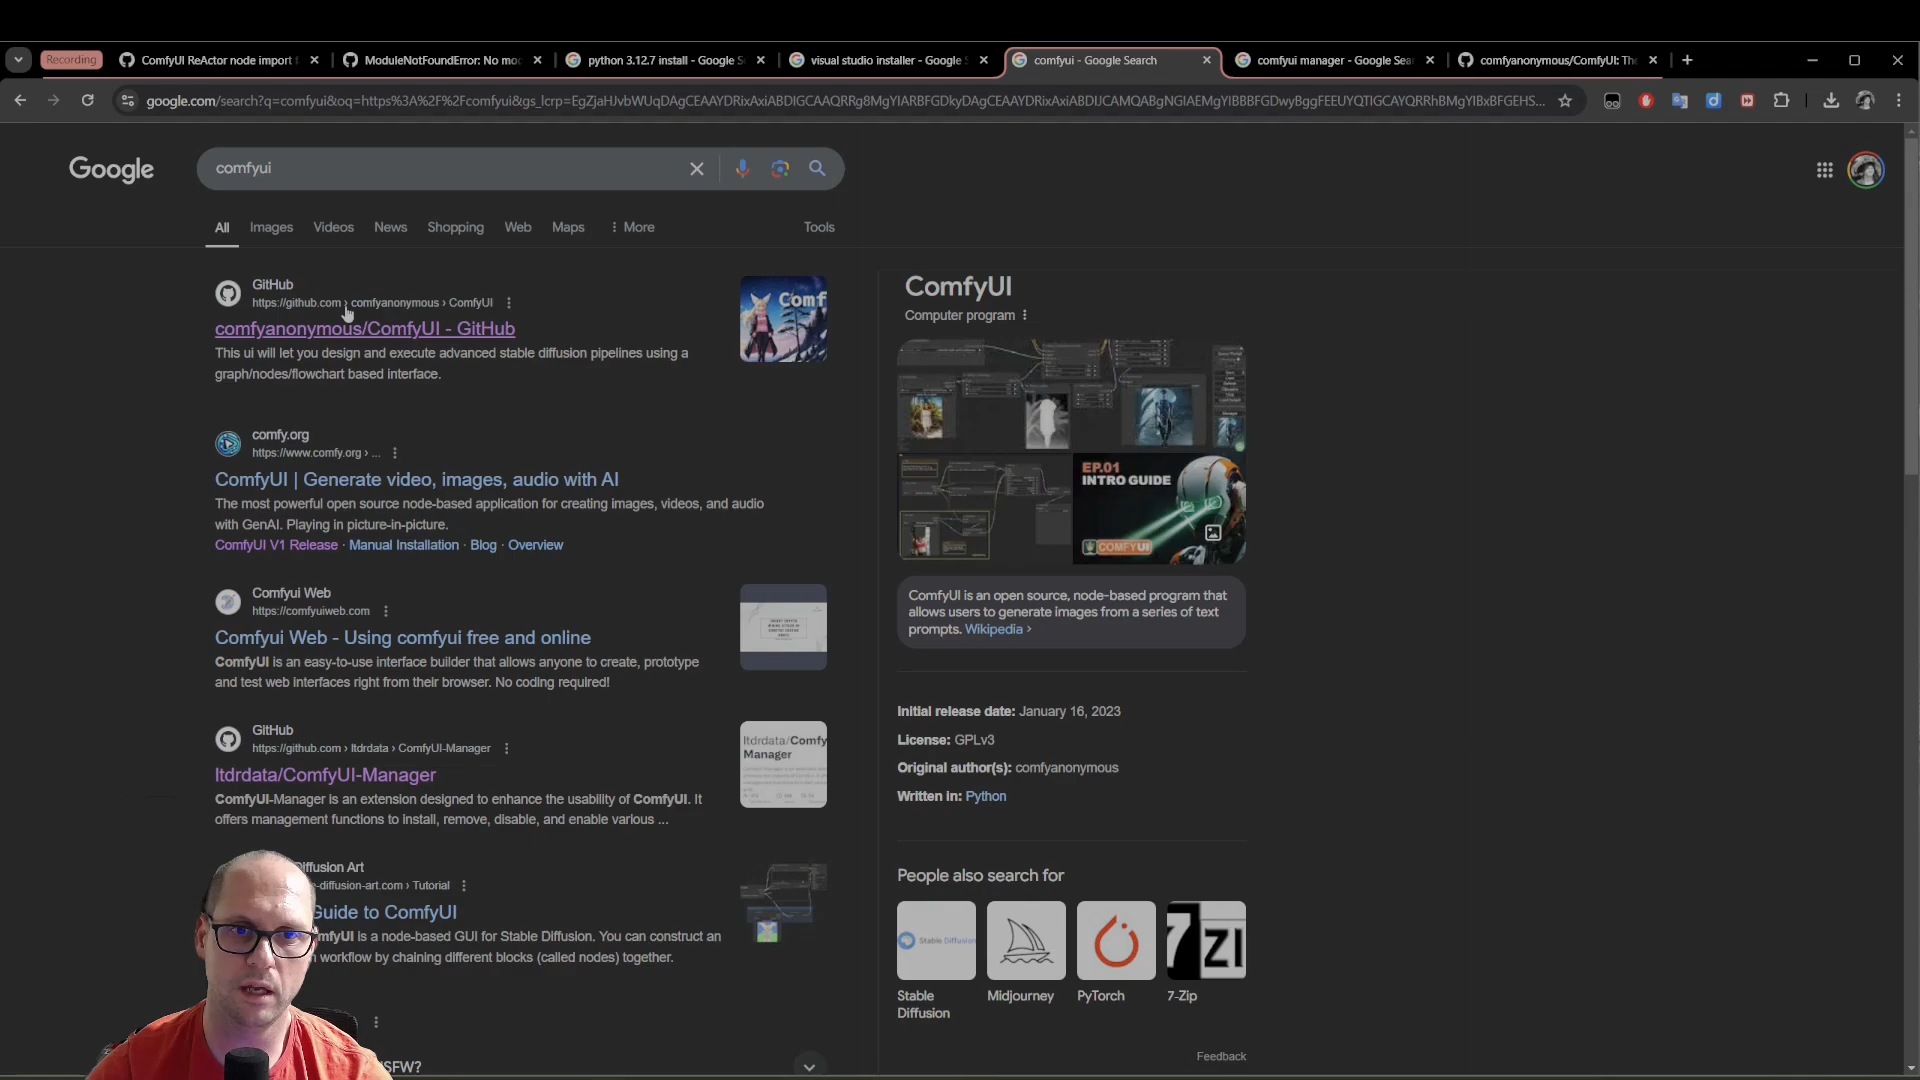 Recording
ComfyUI ReActor node import f
ModuleNotFoundError: No mod
python 3.12.7 install - Google S
visual studio installer - Google S
comfyui - Google Search
comfyui manager - Google Sea
comfyanonymous/ComfyUI: The
google.com/search?q=comfyui&oq=https%3A%2F%2Fcomfyui&gs_lcrp=EgZjaHJvbWUqDAgCEAAYDRixAxiABDIGCAAQRRg8MgYIARBFGDkyDAgCEAAYDRixAxiABDIJCAMQABgNGIAEMgYIBBBFGDwyBggFEEUYQTIGCAYQRRhBMgYIBxBFGEHS...
Google
comfyui
All
Images
Videos
News
Shopping
Web
Maps
More
Tools
GitHub
https://github.com › comfyanonymous › ComfyUI
comfyanonymous/ComfyUI - GitHub
This ui will let you design and execute advanced stable diffusion pipelines using a
graph/nodes/flowchart based interface.
Comf
comfy.org
https://www.comfy.org › ...
ComfyUI | Generate video, images, audio with AI
The most powerful open source node-based application for creating images, videos, and audio
with GenAI. Playing in picture-in-picture.
ComfyUI V1 Release · Manual Installation · Blog · Overview
Comfyui Web
https://comfyuiweb.com
Comfyui Web - Using comfyui free and online
ComfyUI is an easy-to-use interface builder that allows anyone to create, prototype
and test web interfaces right from their browser. No coding required!
GitHub
https://github.com › ltdrdata › ComfyUI-Manager
ltdrdata/ComfyUI-Manager
ComfyUI-Manager is an extension designed to enhance the usability of ComfyUI. It
offers management functions to install, remove, disable, and enable various ...
ltdrdata/Comfy
Manager
Diffusion Art
e-diffusion-art.com › Tutorial
Guide to ComfyUI
mfyUI is a node-based GUI for Stable Diffusion. You can construct an
n workflow by chaining different blocks (called nodes) together.
SFW?
ComfyUI
Computer program
EP.01
INTRO GUIDE
COMFYUI
ComfyUI is an open source, node-based program that
allows users to generate images from a series of text
prompts. Wikipedia ›
Initial release date: January 16, 2023
License: GPLv3
Original author(s): comfyanonymous
Written in: Python
People also search for
Stable Diffusion
7 ZI
Stable
Diffusion
Midjourney
PyTorch
7-Zip
Feedback